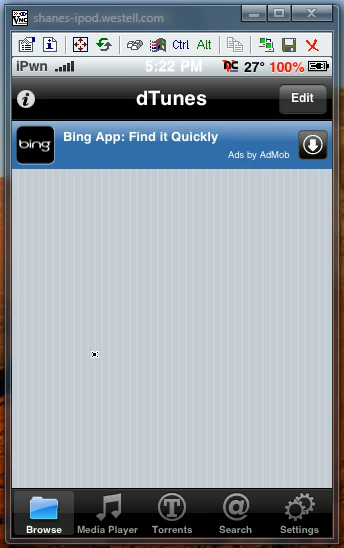 shanes-ipod.westell.com
Ctrl Alt
iPwn 5:22 PM 27° 100%
dTunes Edit
bing Bing App: Find it Quickly
Ads by AdMob
Browse Media Player Torrents Search Settings